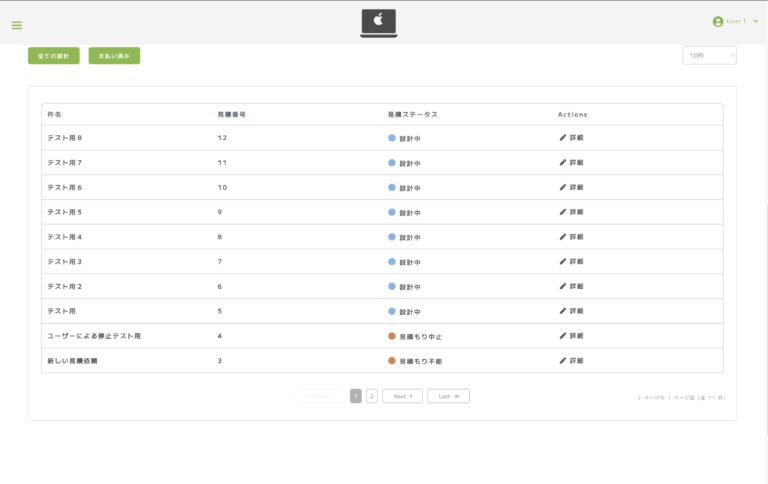 User 1
全ての設計 支払い済み 10件
件名 見積番号 見積ステータス Actions
テスト用８ 12 設計中 詳細
テスト用７ 11 設計中 詳細
テスト用６ 10 設計中 詳細
テスト用５ 9 設計中 詳細
テスト用４ 8 設計中 詳細
テスト用３ 7 設計中 詳細
テスト用２ 6 設計中 詳細
テスト用 5 設計中 詳細
ユーザーによる停止テスト用 4 見積もり中止 詳細
新しい見積依頼 3 見積もり不能 詳細
Previous 1 2 Next Last 2 ページ中 1 ページ目 (全 11 件)